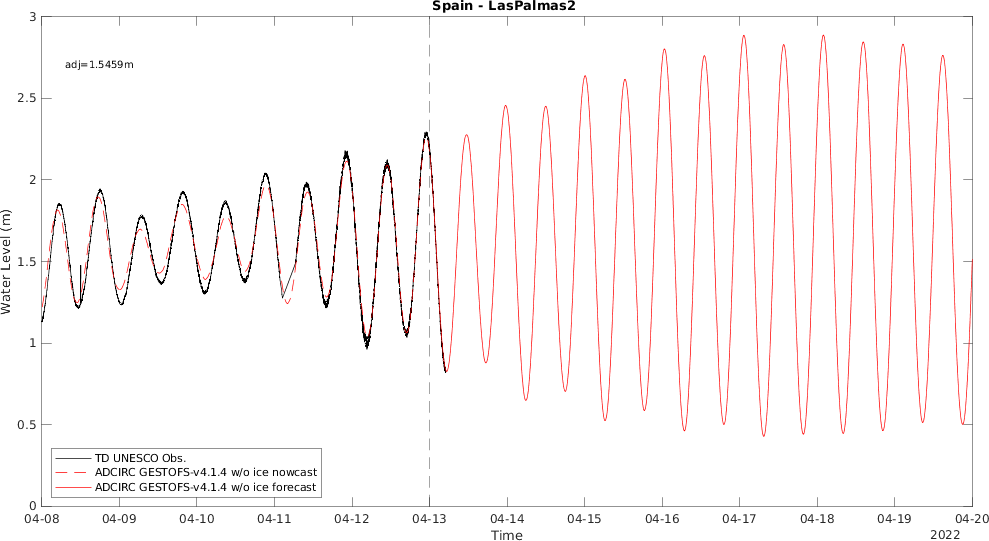 Spain - LasPalmas2
adj=1.5459m
3
2.5
2
1.5
1
0.5
0
Water Level (m)
TD UNESCO Obs.
ADCIRC GESTOFS-v4.1.4 w/o ice nowcast
ADCIRC GESTOFS-v4.1.4 w/o ice forecast
04-08 04-09 04-10 04-11 04-12 04-13 04-14 04-15 04-16 04-17 04-18 04-19 04-20
Time
2022